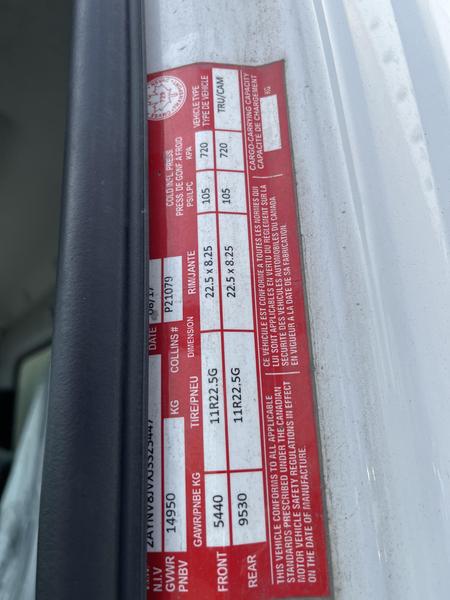 N.I.V.
GVWR 14950 KG COLLINS # P21079
PNBV
DATE 08/17
GAWR/PNBE KG TIRE/PNEU DIMENSION RIM/JANTE COLD INFL PRESS PRESS DE GONF A FROID PSI/LPC KPA VEHICLE TYPE TYPE DE VEHICLE
FRONT 5440 11R22.5G 22.5 x 8.25 105 720 TRU/CAM
REAR 9530 11R22.5G 22.5 x 8.25 105 720
THIS VEHICLE CONFORMS TO ALL APPLICABLE
STANDARDS PRESCRIBED UNDER THE CANADIAN
MOTOR VEHICLE SAFETY REGULATIONS IN EFFECT
ON THE DATE OF MANUFACTURE
CE VEHICULE EST CONFORME A TOUTES LES NORMES QUI
LUI SONT APPLICABLES EN VERTU DU REGLEMENT SUR LA
SECURITE DES VEHICULES AUTOMOBILES DU CANADA
EN VIGUEUR A LA DATE DE SA FABRICATION.
CARGO-CARRYING CAPACITY
CAPACITE DE CHARGEMENT
KG